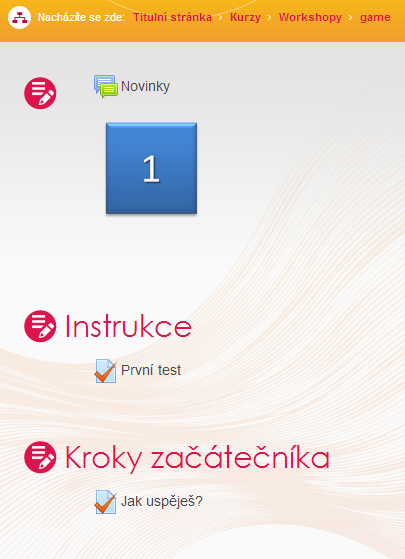 Nacházíte se zde: Titulní stránka › Kurzy › Workshopy › game
Novinky
1
Instrukce
První test
Kroky začátečníka
Jak uspěješ?